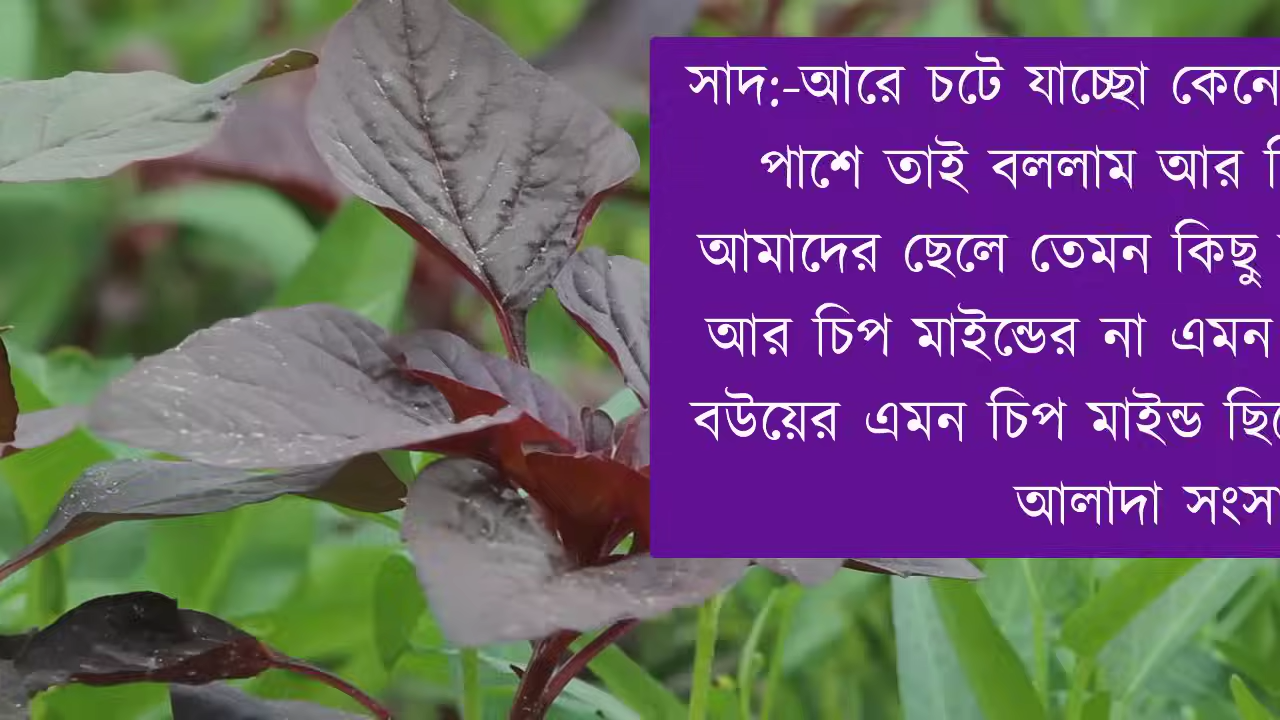 সাদ:-আরে চটে যাচ্ছো কেনো
পাশে তাই বললাম আর
আমাদের ছেলে তেমন কিছু
আর চিপ মাইন্ডের না এমন
বউয়ের এমন চিপ মাইন্ড
আলাদা